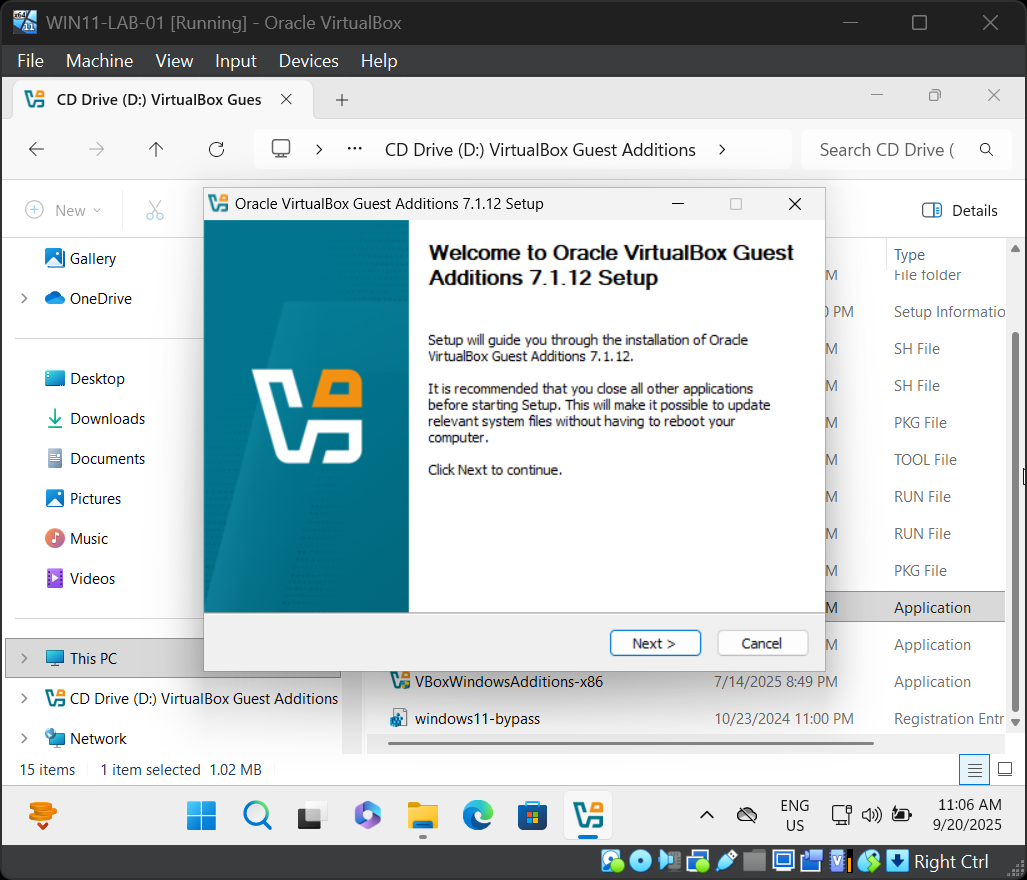 WIN11-LAB-01 [Running] - Oracle VirtualBox
File Machine View Input Devices Help
CD Drive (D:) VirtualBox Gues
CD Drive (D:) VirtualBox Guest Additions
Search CD Drive (
New
Details
Oracle VirtualBox Guest Additions 7.1.12 Setup
Welcome to Oracle VirtualBox Guest
Additions 7.1.12 Setup
Setup will guide you through the installation of Oracle
VirtualBox Guest Additions 7.1.12.
It is recommended that you close all other applications
before starting Setup. This will make it possible to update
relevant system files without having to reboot your
computer.
Click Next to continue.
Next >
Cancel
Gallery
OneDrive
Desktop
Downloads
Documents
Pictures
Music
Videos
This PC
CD Drive (D:) VirtualBox Guest Additions
Network
Type
M File folder
0 PM Setup Informatio
M SH File
M SH File
M PKG File
M TOOL File
M RUN File
M RUN File
M PKG File
M Application
M Application
VBoxWindowsAdditions-x86 7/14/2025 8:49 PM Application
windows11-bypass 10/23/2024 11:00 PM Registration Entr
15 items 1 item selected 1.02 MB
ENG
US
11:06 AM
9/20/2025
Right Ctrl